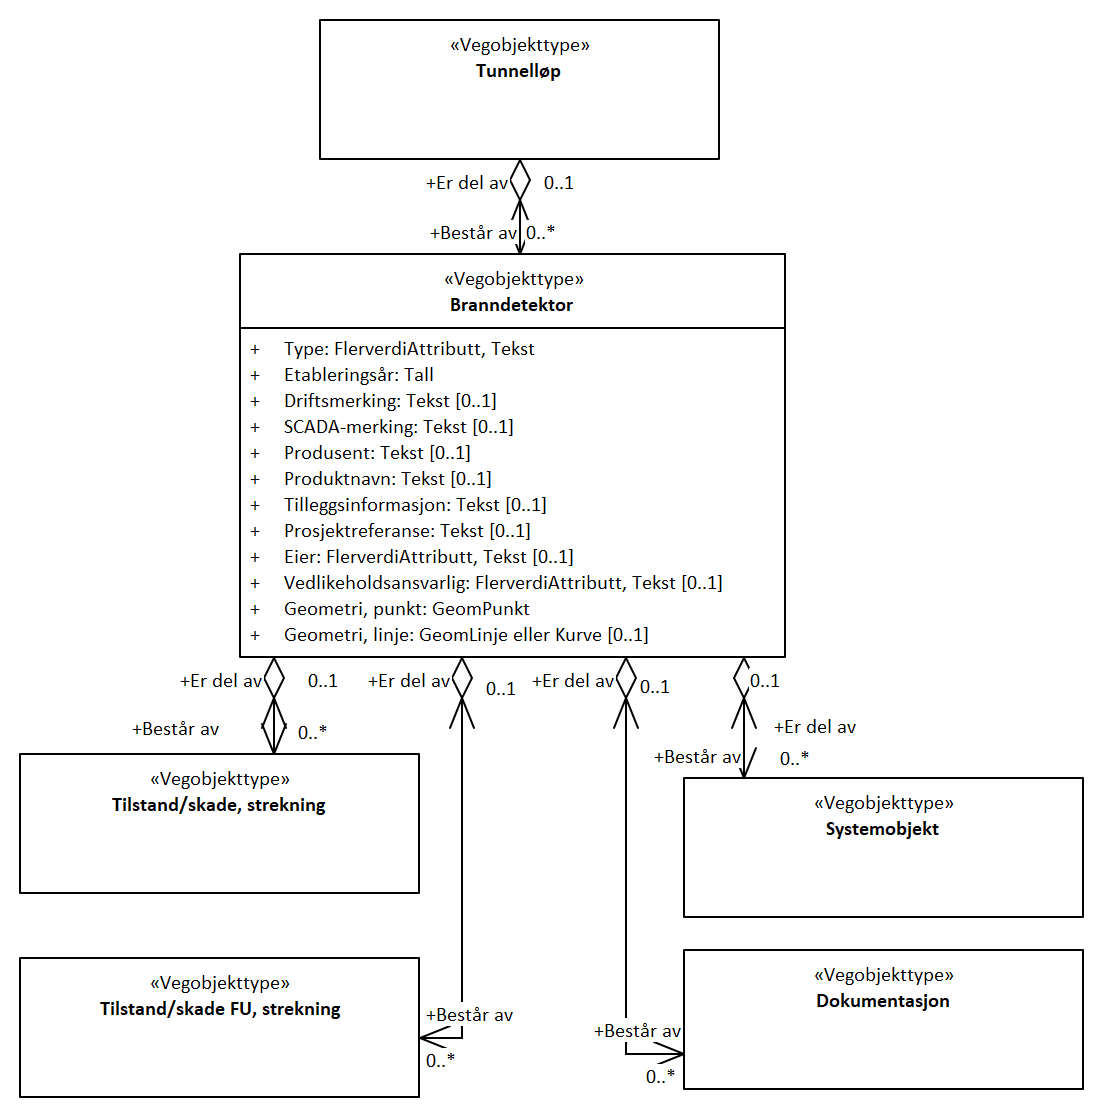 «Vegobjekttype»
Tunnelløp
+Er del av
0..1
+Består av
0..*
«Vegobjekttype»
Branndetektor
+ Type: FlerverdiAttributt, Tekst
+ Etableringsår: Tall
+ Driftsmerking: Tekst [0..1]
+ SCADA-merking: Tekst [0..1]
+ Produsent: Tekst [0..1]
+ Produktnavn: Tekst [0..1]
+ Tilleggsinformasjon: Tekst [0..1]
+ Prosjektreferanse: Tekst [0..1]
+ Eier: FlerverdiAttributt, Tekst [0..1]
+ Vedlikeholdsansvarlig: FlerverdiAttributt, Tekst [0..1]
+ Geometri, punkt: GeomPunkt
+ Geometri, linje: GeomLinje eller Kurve [0..1]
+Er del av
0..1
+Er del av
0..1
+Er del av
0..1
0..1
+Består av
0..*
+Er del av
+Består av
0..*
«Vegobjekttype»
Tilstand/skade, strekning
«Vegobjekttype»
Systemobjekt
«Vegobjekttype»
Tilstand/skade FU, strekning
+Består av
0..*
«Vegobjekttype»
Dokumentasjon
+Består av
0..*